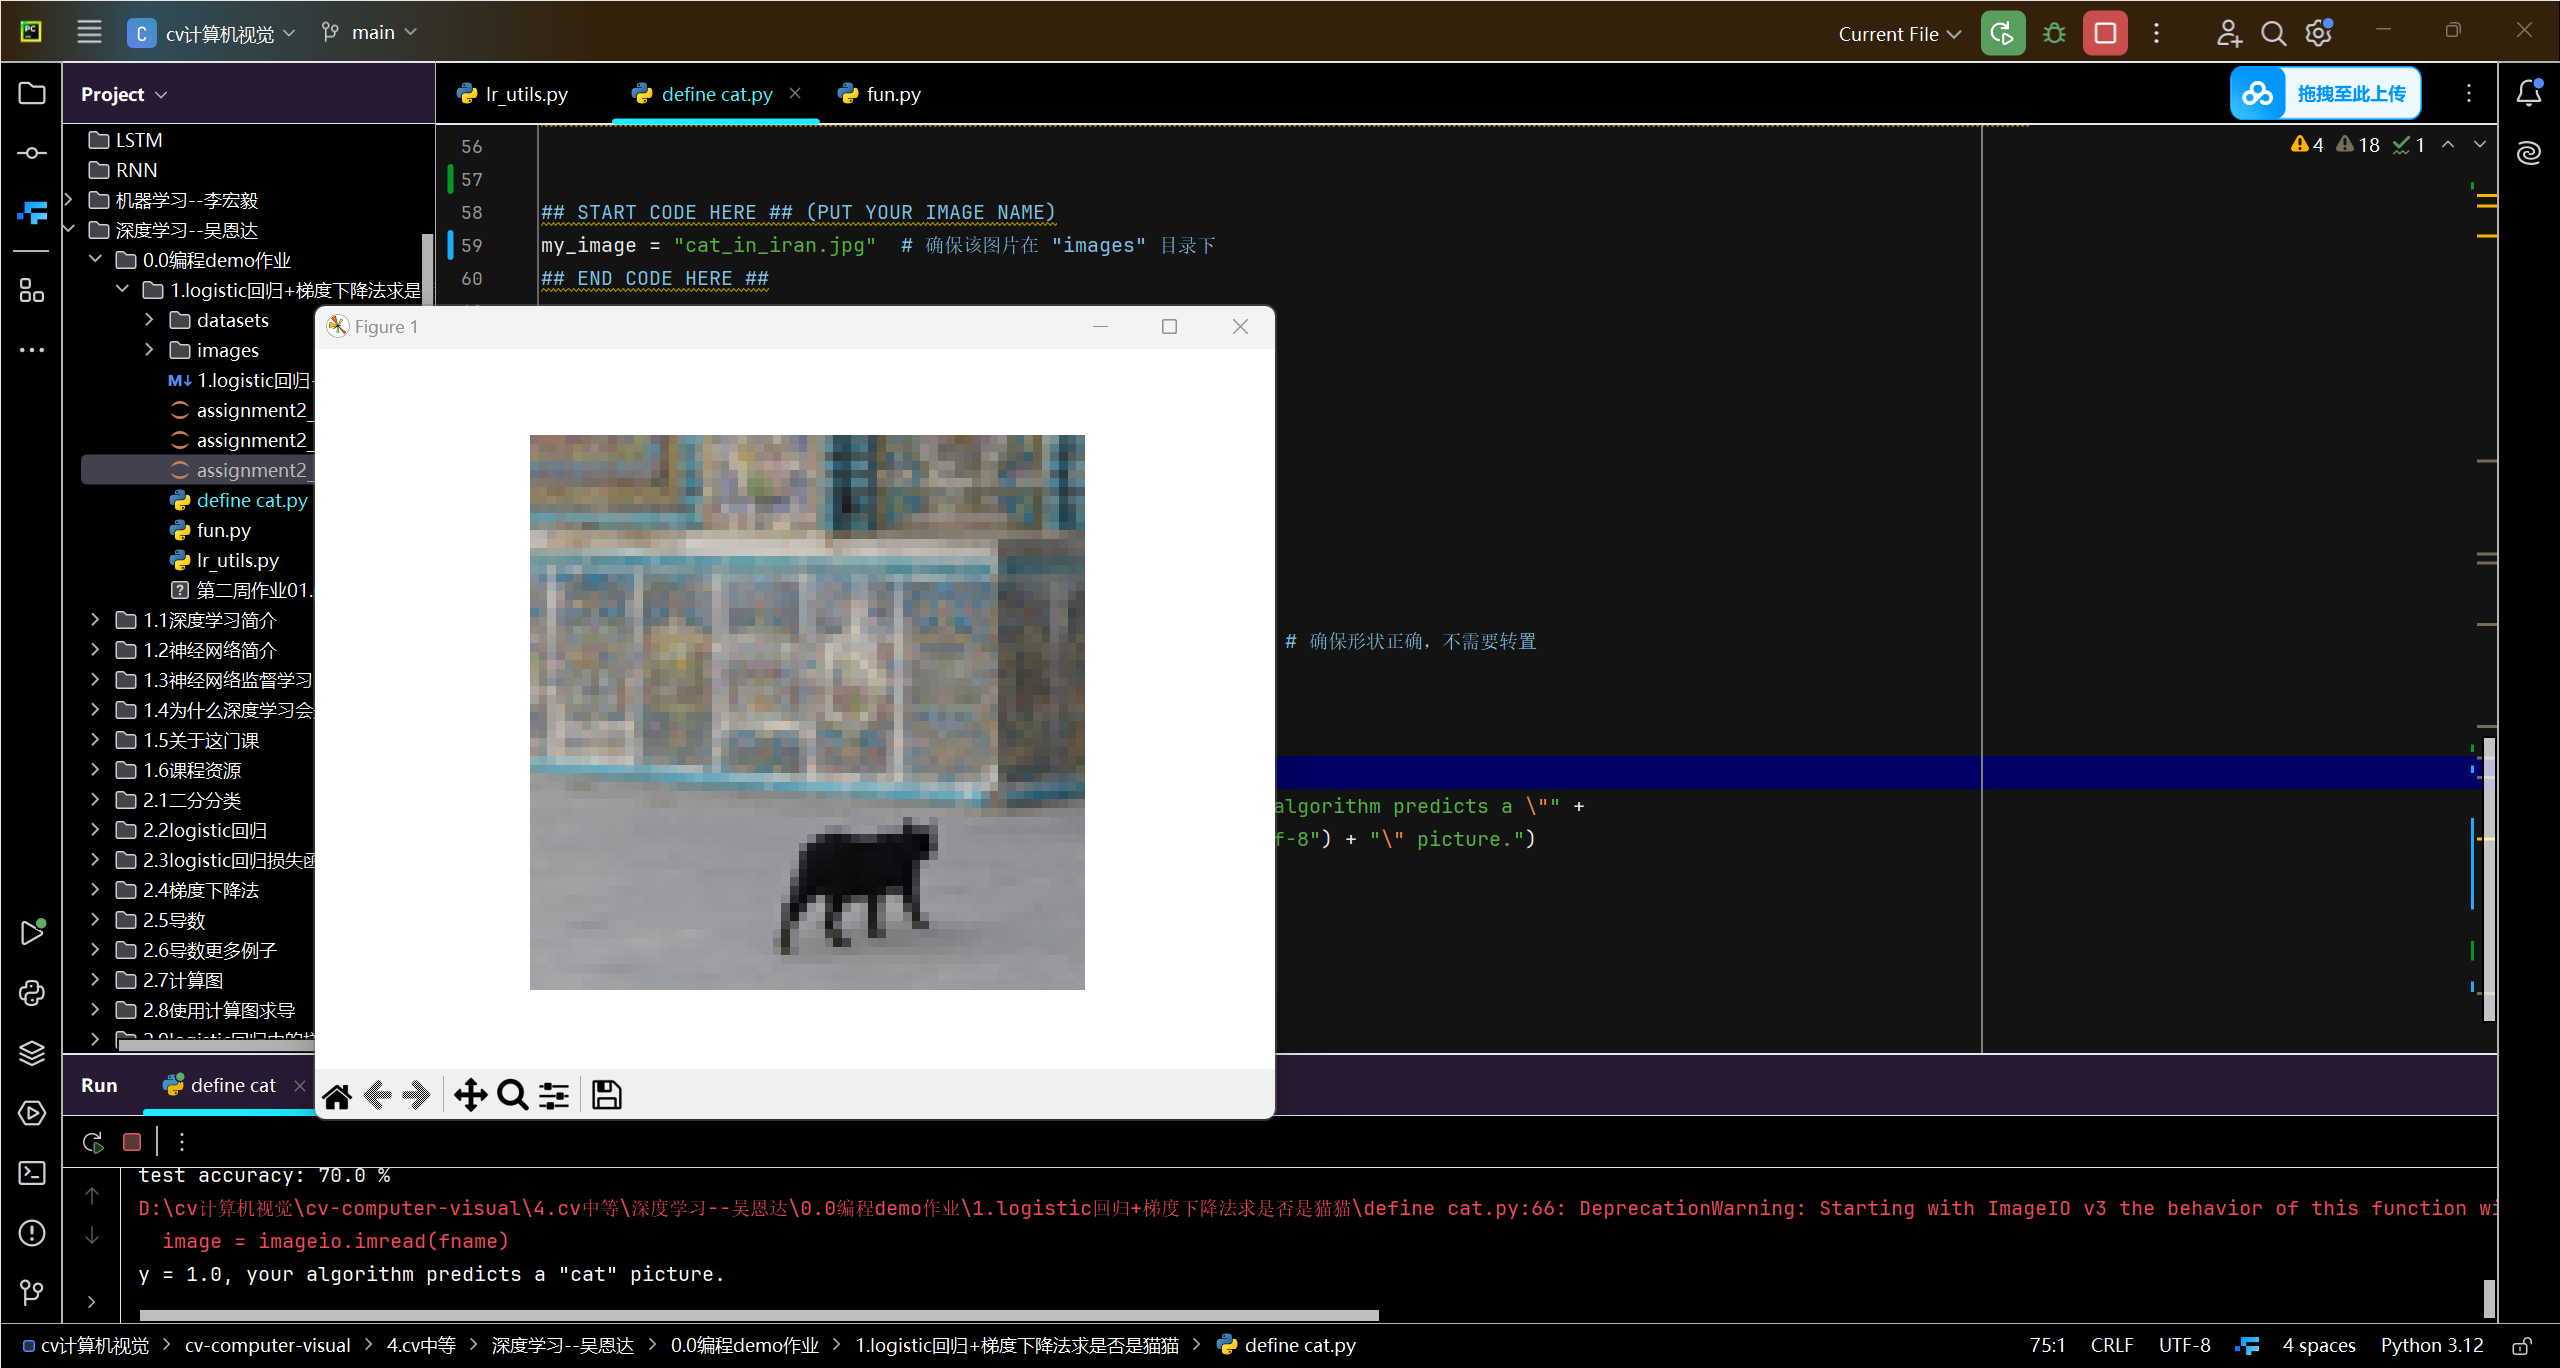 PC
C cv计算机视觉 main Current File
Project lr_utils.py define cat.py fun.py 拖拽至此上传
LSTM
RNN
机器学习--李宏毅
深度学习--吴恩达
0.0编程demo作业
1.logistic回归+梯度下降法求是
datasets
images
M↓ 1.logistic回归-
assignment2_
assignment2_
assignment2_
define cat.py
fun.py
lr_utils.py
? 第二周作业01.
1.1深度学习简介
1.2神经网络简介
1.3神经网络监督学习
1.4为什么深度学习会
1.5关于这门课
1.6课程资源
2.1二分分类
2.2logistic回归
2.3logistic回归损失函
2.4梯度下降法
2.5导数
2.6导数更多例子
2.7计算图
2.8使用计算图求导
4 18 1
56
57
58 ## START CODE HERE ## (PUT YOUR IMAGE NAME)
59 my_image = "cat_in_iran.jpg" # 确保该图片在 "images" 目录下
60 ## END CODE HERE ##
Figure 1
# 确保形状正确，不需要转置
algorithm predicts a \"" +
f-8") + "\" picture.")
Run define cat
test accuracy: 70.0 %
D:\cv计算机视觉\cv-computer-visual\4.cv中等\深度学习--吴恩达\0.0编程demo作业\1.logistic回归+梯度下降法求是否是猫猫\define cat.py:66: DeprecationWarning: Starting with ImageIO v3 the behavior of this function wi
image = imageio.imread(fname)
y = 1.0, your algorithm predicts a "cat" picture.
cv计算机视觉 > cv-computer-visual > 4.cv中等 > 深度学习--吴恩达 > 0.0编程demo作业 > 1.logistic回归+梯度下降法求是否是猫猫 > define cat.py 75:1 CRLF UTF-8 4 spaces Python 3.12